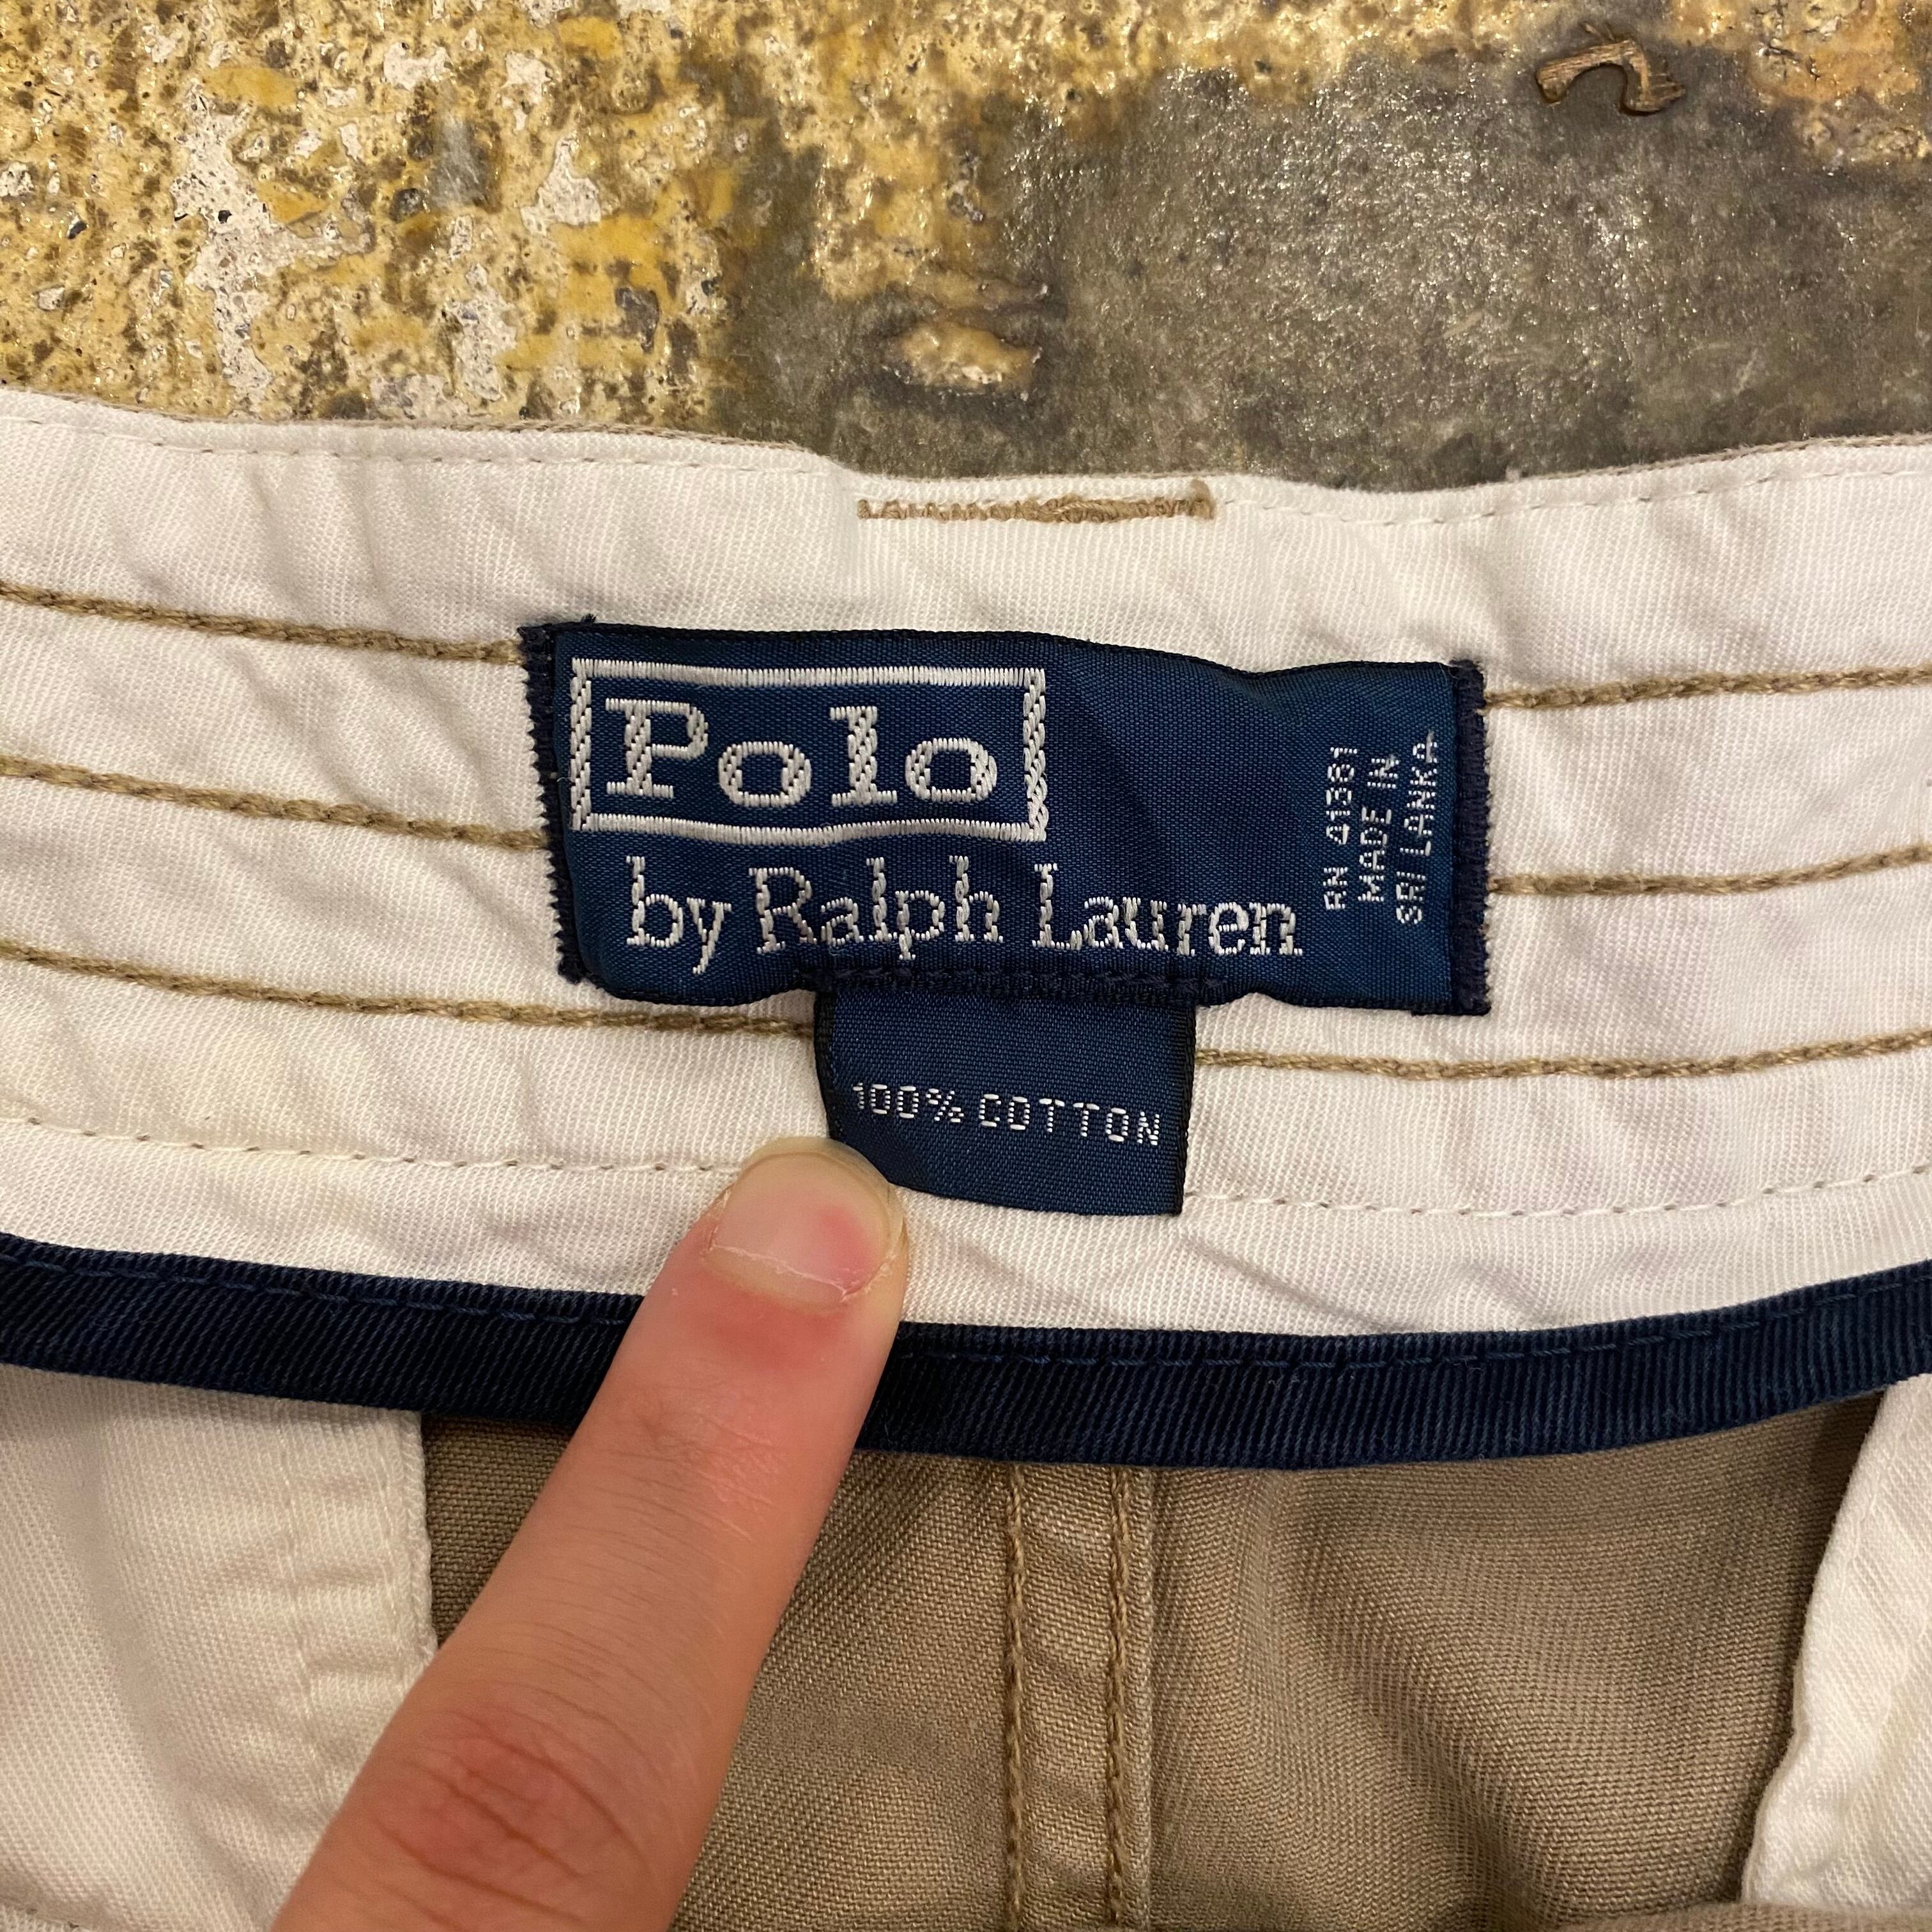 Polo
by Ralph Lauren
RN 41381
MADE IN
SRI LANKA
100% COTTON